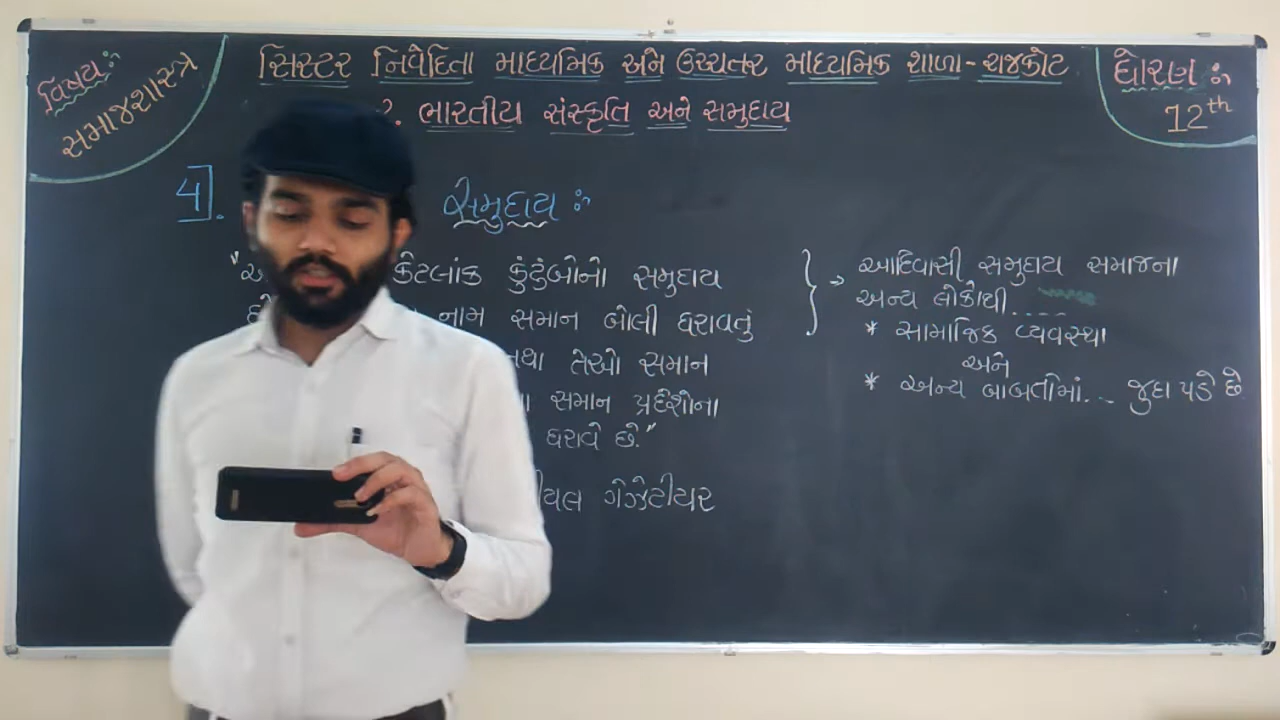 વિષય :
સમાજશાસ્ત્ર
સિસ્ટર નિવેદિતા માધ્યમિક અને ઉચ્ચતર માધ્યમિક શાળા - રાજકોટ
ધોરણ :
12th
૨. ભારતીય સંસ્કૃતિ અને સમુદાય
4].
સમુદાય :
કેટલાંક કુંટુંબોનો સમુદાય
નામ સમાન બોલી ધરાવતું
તથા તેઓ સમાન
સમાન પ્રદેશોના
ધરાવે છે."
ગેઝેટીયર
} → આદિવાસી સમુદાય સમાજના
અન્ય લોકોથી....
* સામાજિક વ્યવસ્થા
અને
* અન્ય બાબતોમાં... જુદા પડે છે